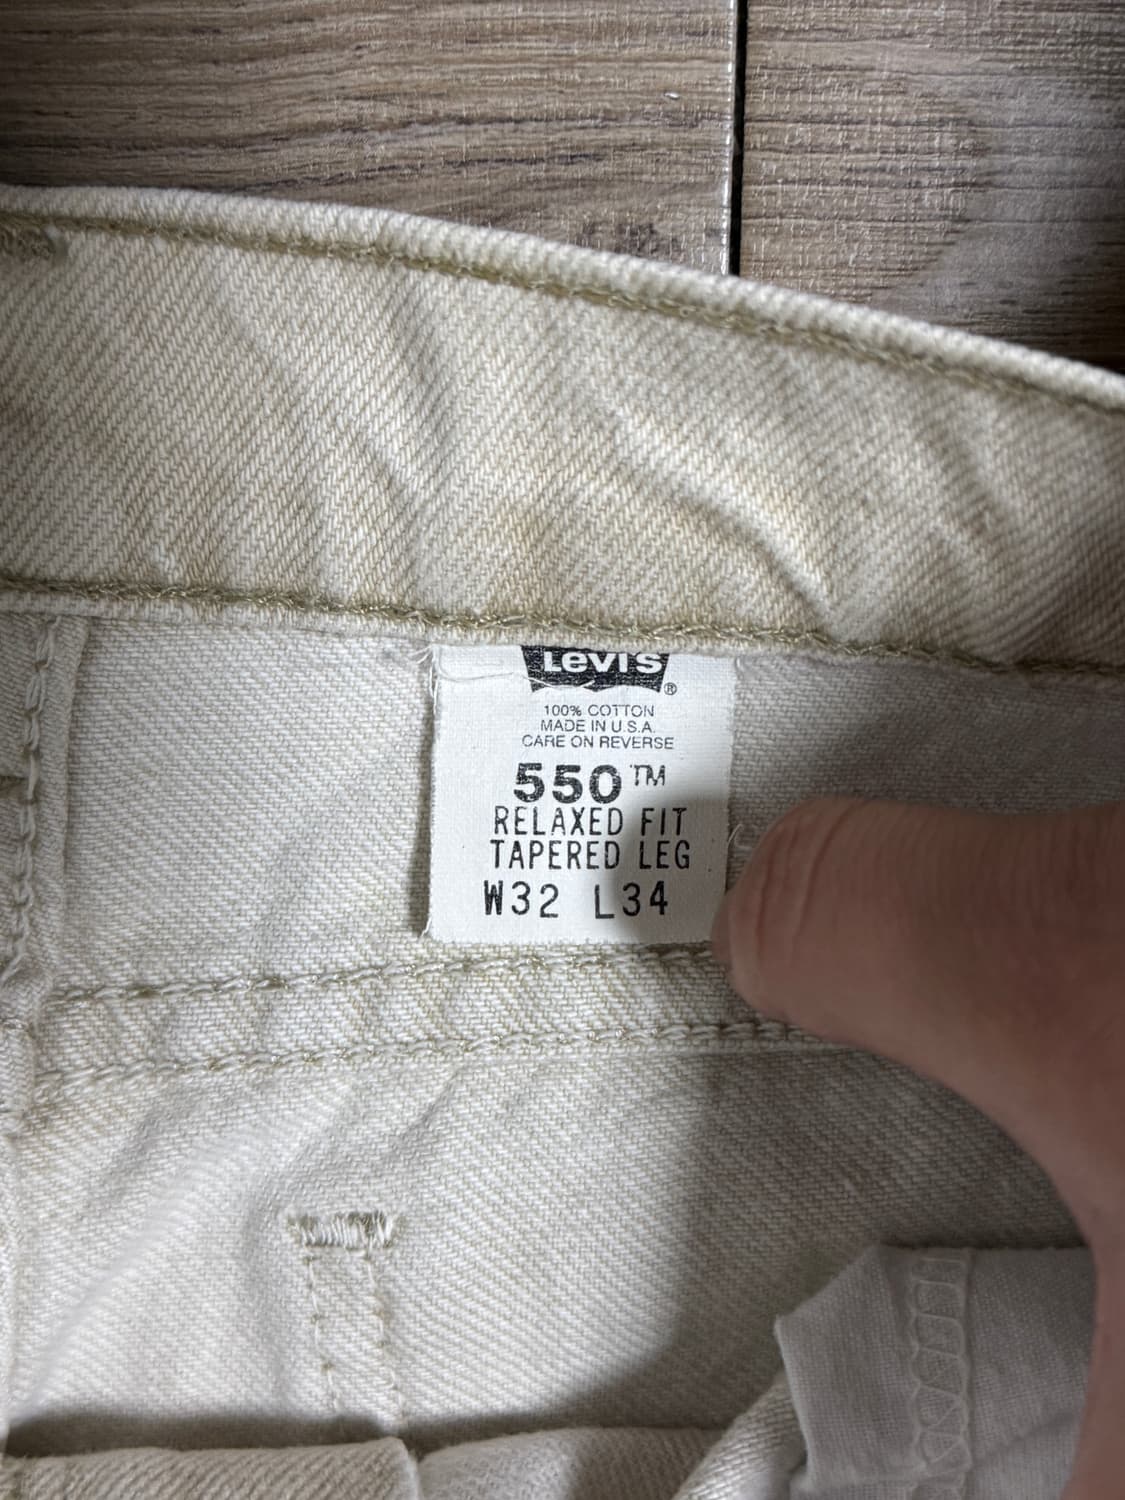 Levi's ®
100% COTTON
MADE IN U.S.A.
CARE ON REVERSE
550™
RELAXED FIT
TAPERED LEG
W32 L34